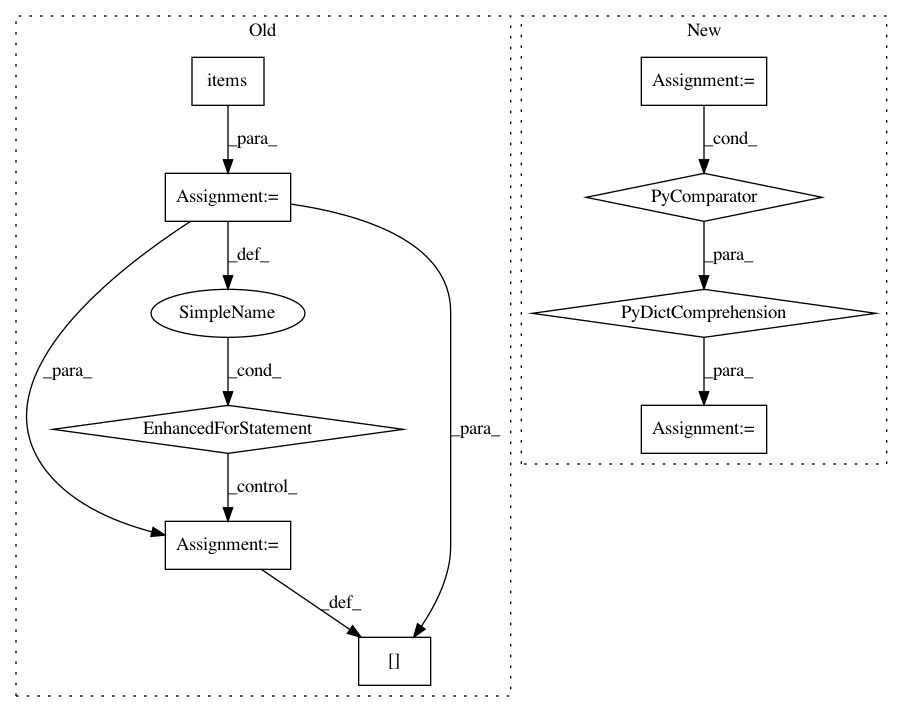 Old
New
items
Assignment:=
_para_
_cond_
Assignment:=
PyComparator
_def_
_para_
SimpleName
PyDictComprehension
_para_
_cond_
_para_
EnhancedForStatement
Assignment:=
_para_
_control_
Assignment:=
_def_
[]